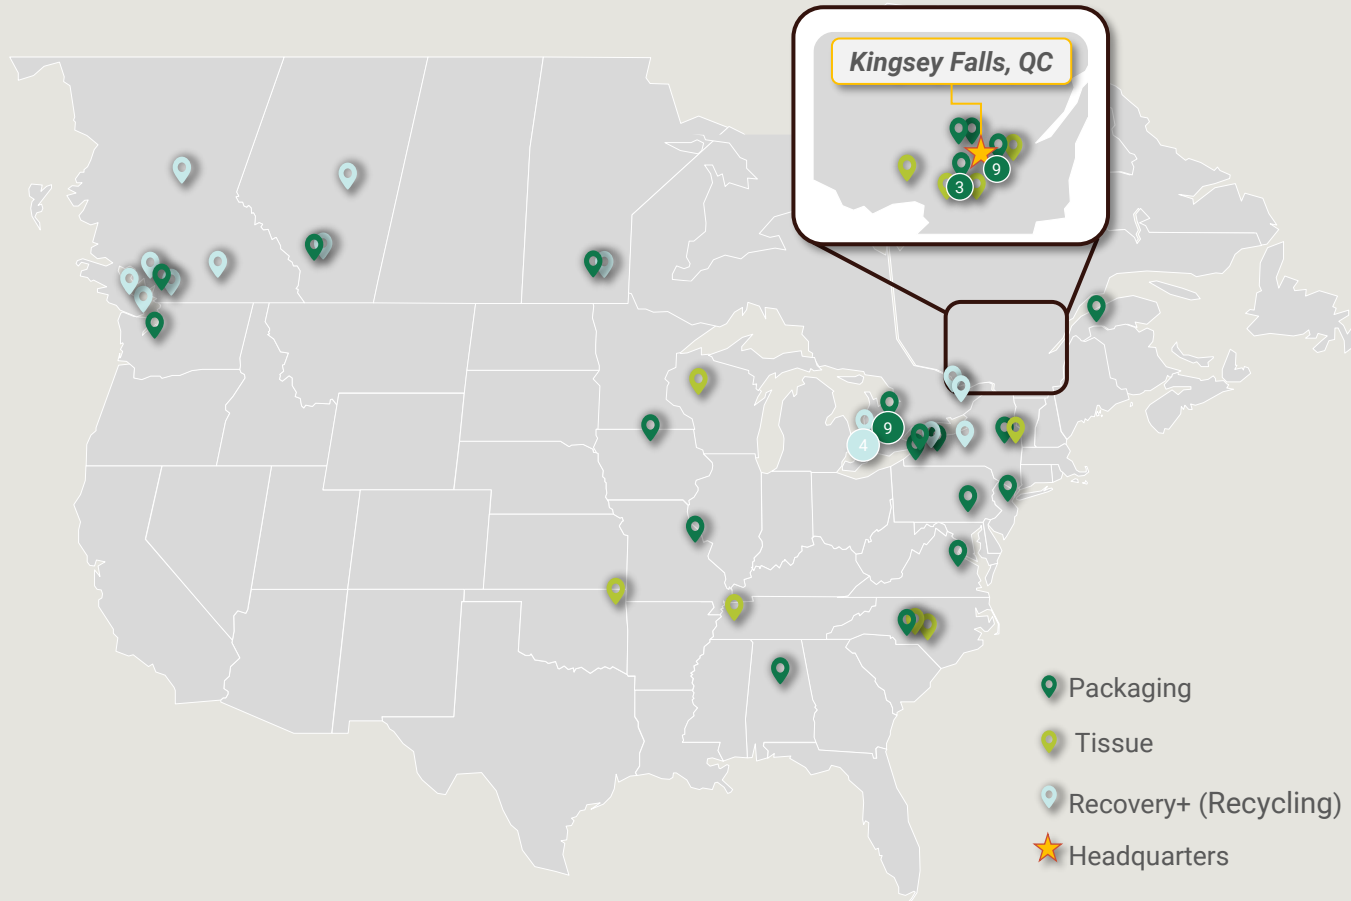 Kingsey Falls, QC
9
3
9
4
Packaging
Tissue
Recovery+ (Recycling)
Headquarters